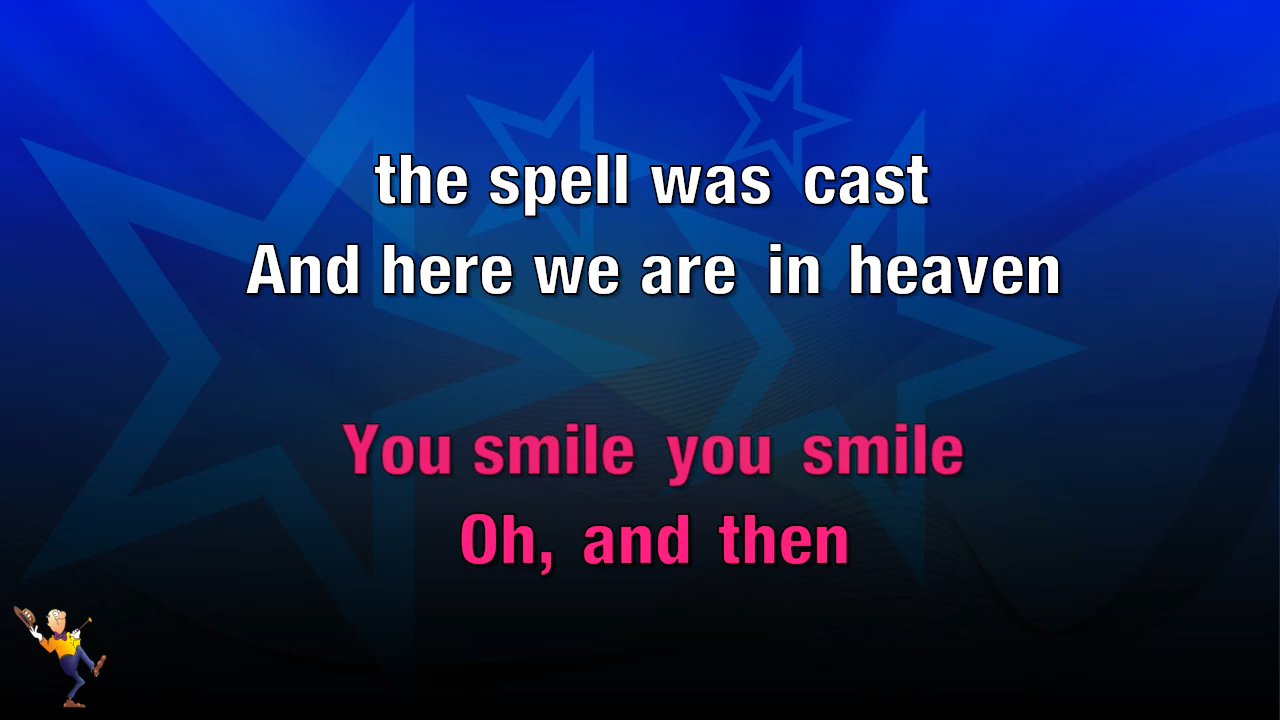 the spell was cast
And here we are in heaven
You smile you smile
Oh, and then